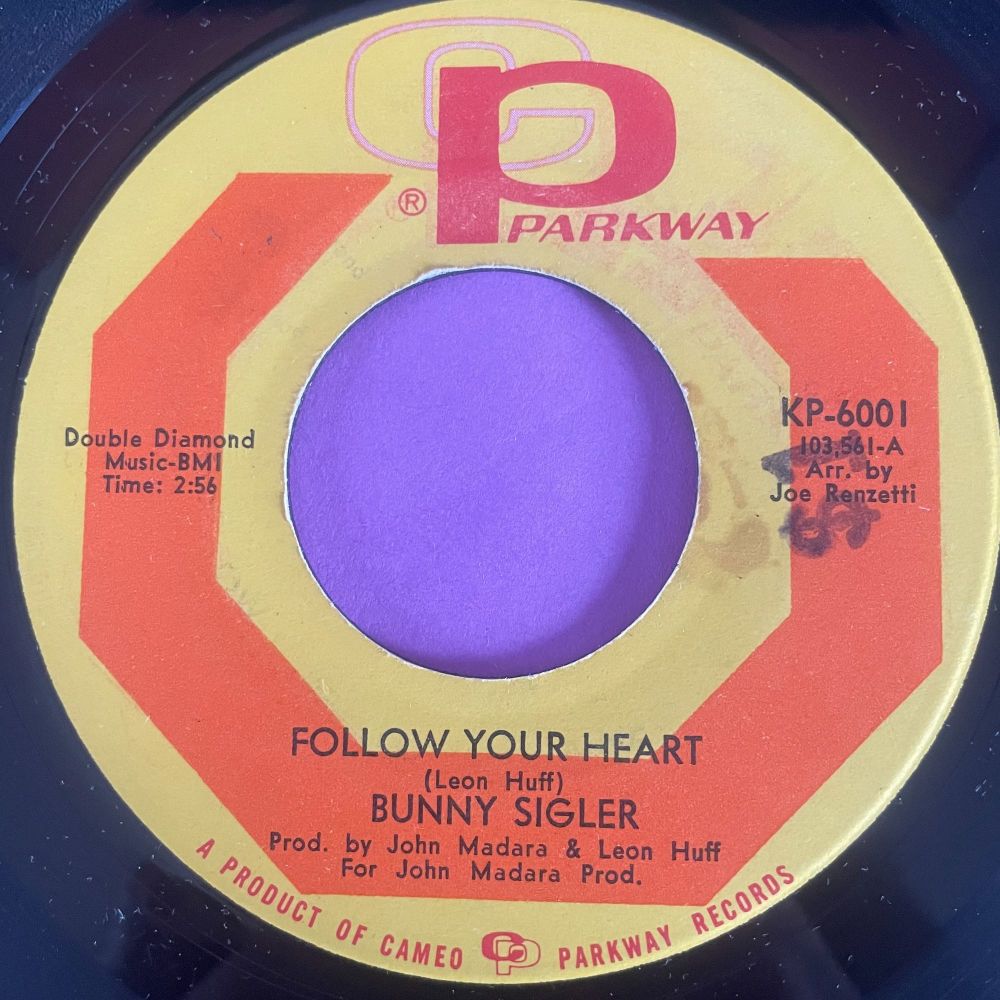 CP
® PARKWAY
Double Diamond
Music-BMI
Time: 2:56
KP-6001
103,561-A
Arr. by
Joe Renzetti
FOLLOW YOUR HEART
(Leon Huff)
BUNNY SIGLER
Prod. by John Madara & Leon Huff
For John Madara Prod.
A PRODUCT OF CAMEO CP PARKWAY RECORDS